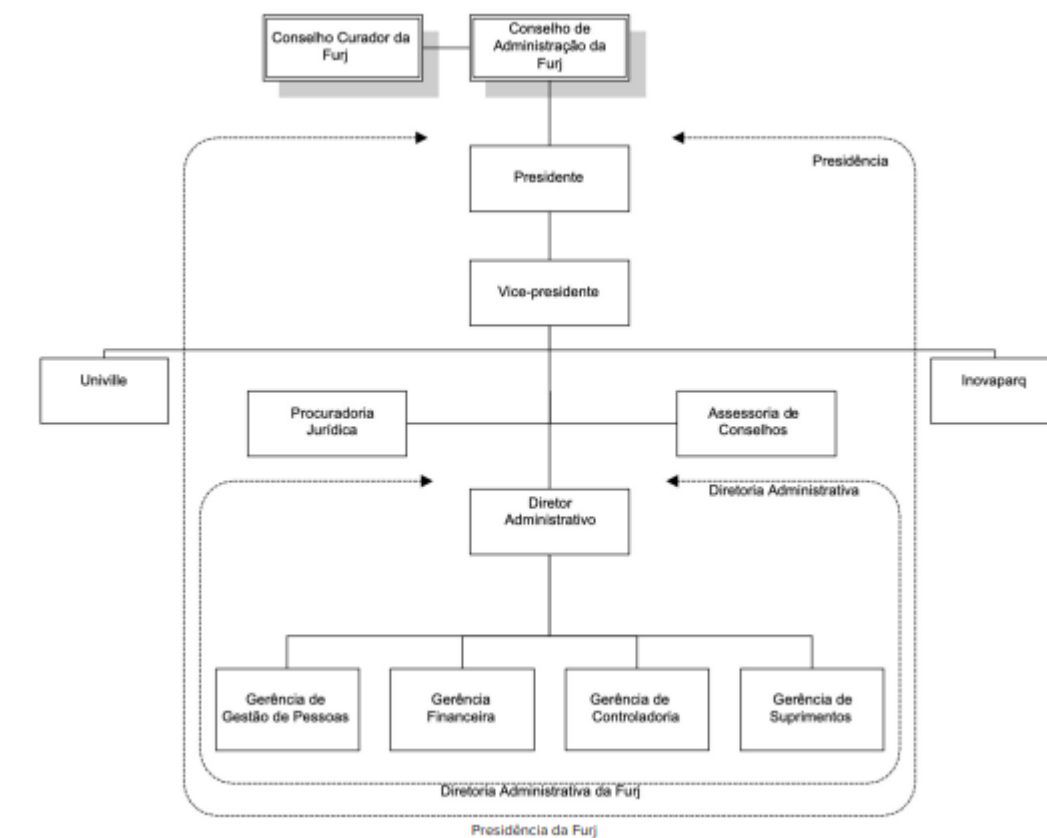 Conselho Curador da
Furj
Conselho de
Administração da
Furj
Presidência
Presidente
Vice-presidente
Univille
Inovaparq
Procuradoria
Jurídica
Assessoria de
Conselhos
Diretoria Administrativa
Diretor
Administrativo
Gerência de
Gestão de Pessoas
Gerência
Financeira
Gerência de
Controladoria
Gerência de
Suprimentos
Diretoria Administrativa da Furj
Presidência da Furj